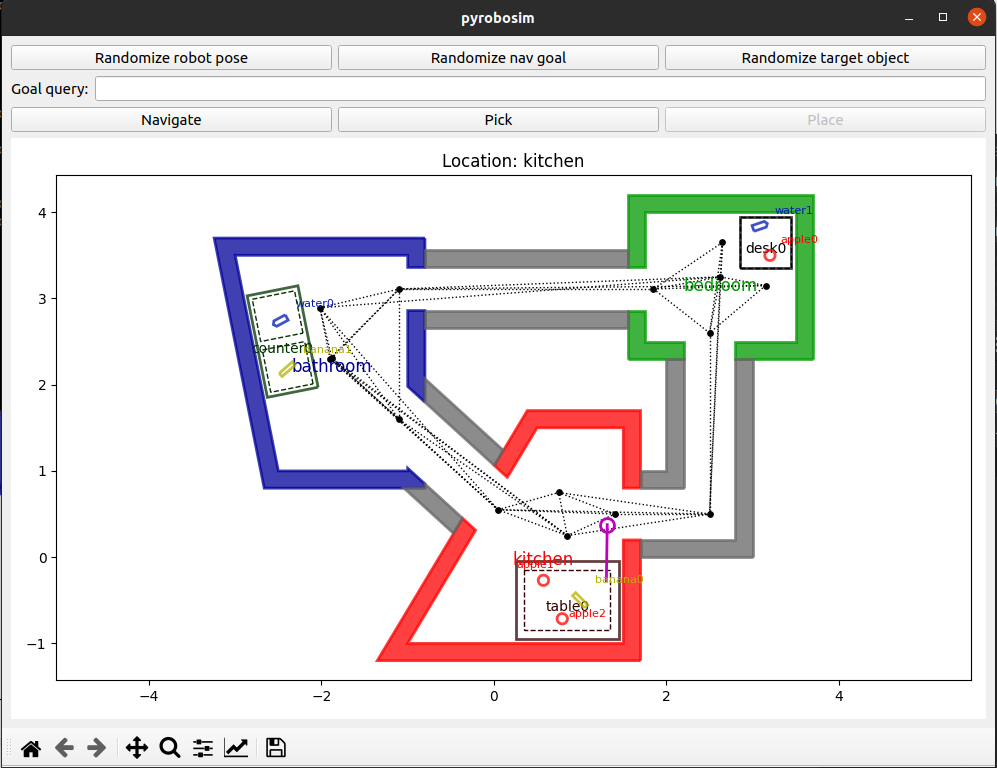 pyrobosim
Randomize robot pose
Randomize nav goal
Randomize target object
Goal query:
Navigate
Pick
Place
Location: kitchen
4
3
2
1
0
−1
−4
−2
0
2
4
water1
apple0
desk0
bedroom
water0
banana1
counter0
bathroom
kitchen
apple1
banana0
table0
apple2